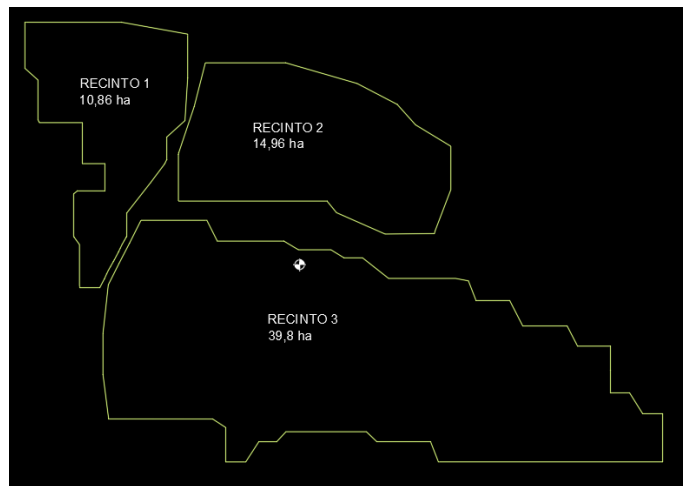 RECINTO 1
10,86 ha
RECINTO 2
14,96 ha
RECINTO 3
39,8 ha